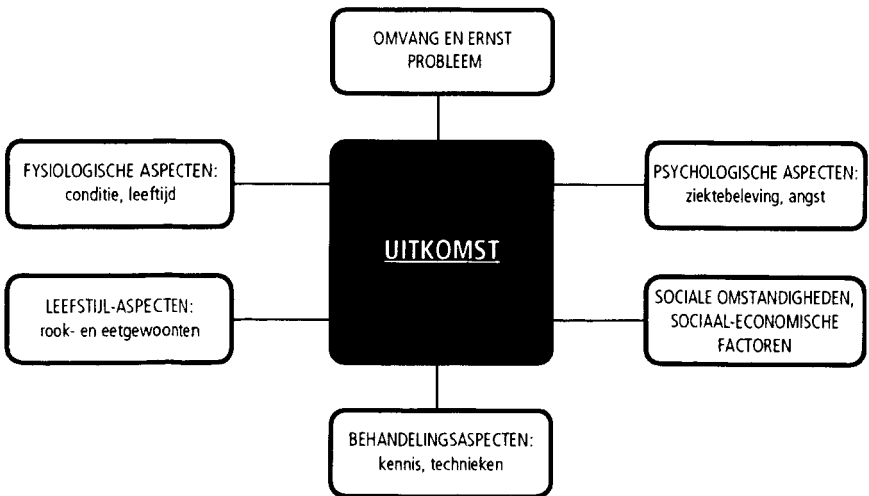 OMVANG EN ERNST
PROBLEEM
FYSIOLOGISCHE ASPECTEN:
conditie, leeftijd
PSYCHOLOGISCHE ASPECTEN:
ziektebeleving, angst
UITKOMST
LEEFSTIJL-ASPECTEN:
rook- en eetgewoonten
SOCIALE OMSTANDIGHEDEN,
SOCIAAL-ECONOMISCHE
FACTOREN
BEHANDELINGSASPECTEN:
kennis, technieken